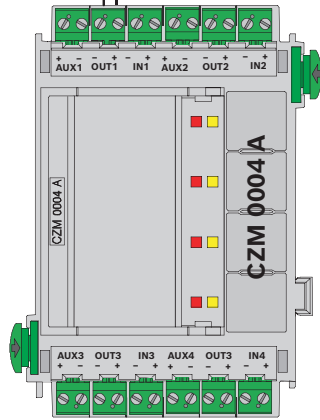 + - - + - + + - - + - +
AUX1 OUT1 IN1 AUX2 OUT2 IN2
CZM 0004 A
CZM 0004 A
AUX3 OUT3 IN3 AUX4 OUT3 IN4
+ - - + - + + - - + - +